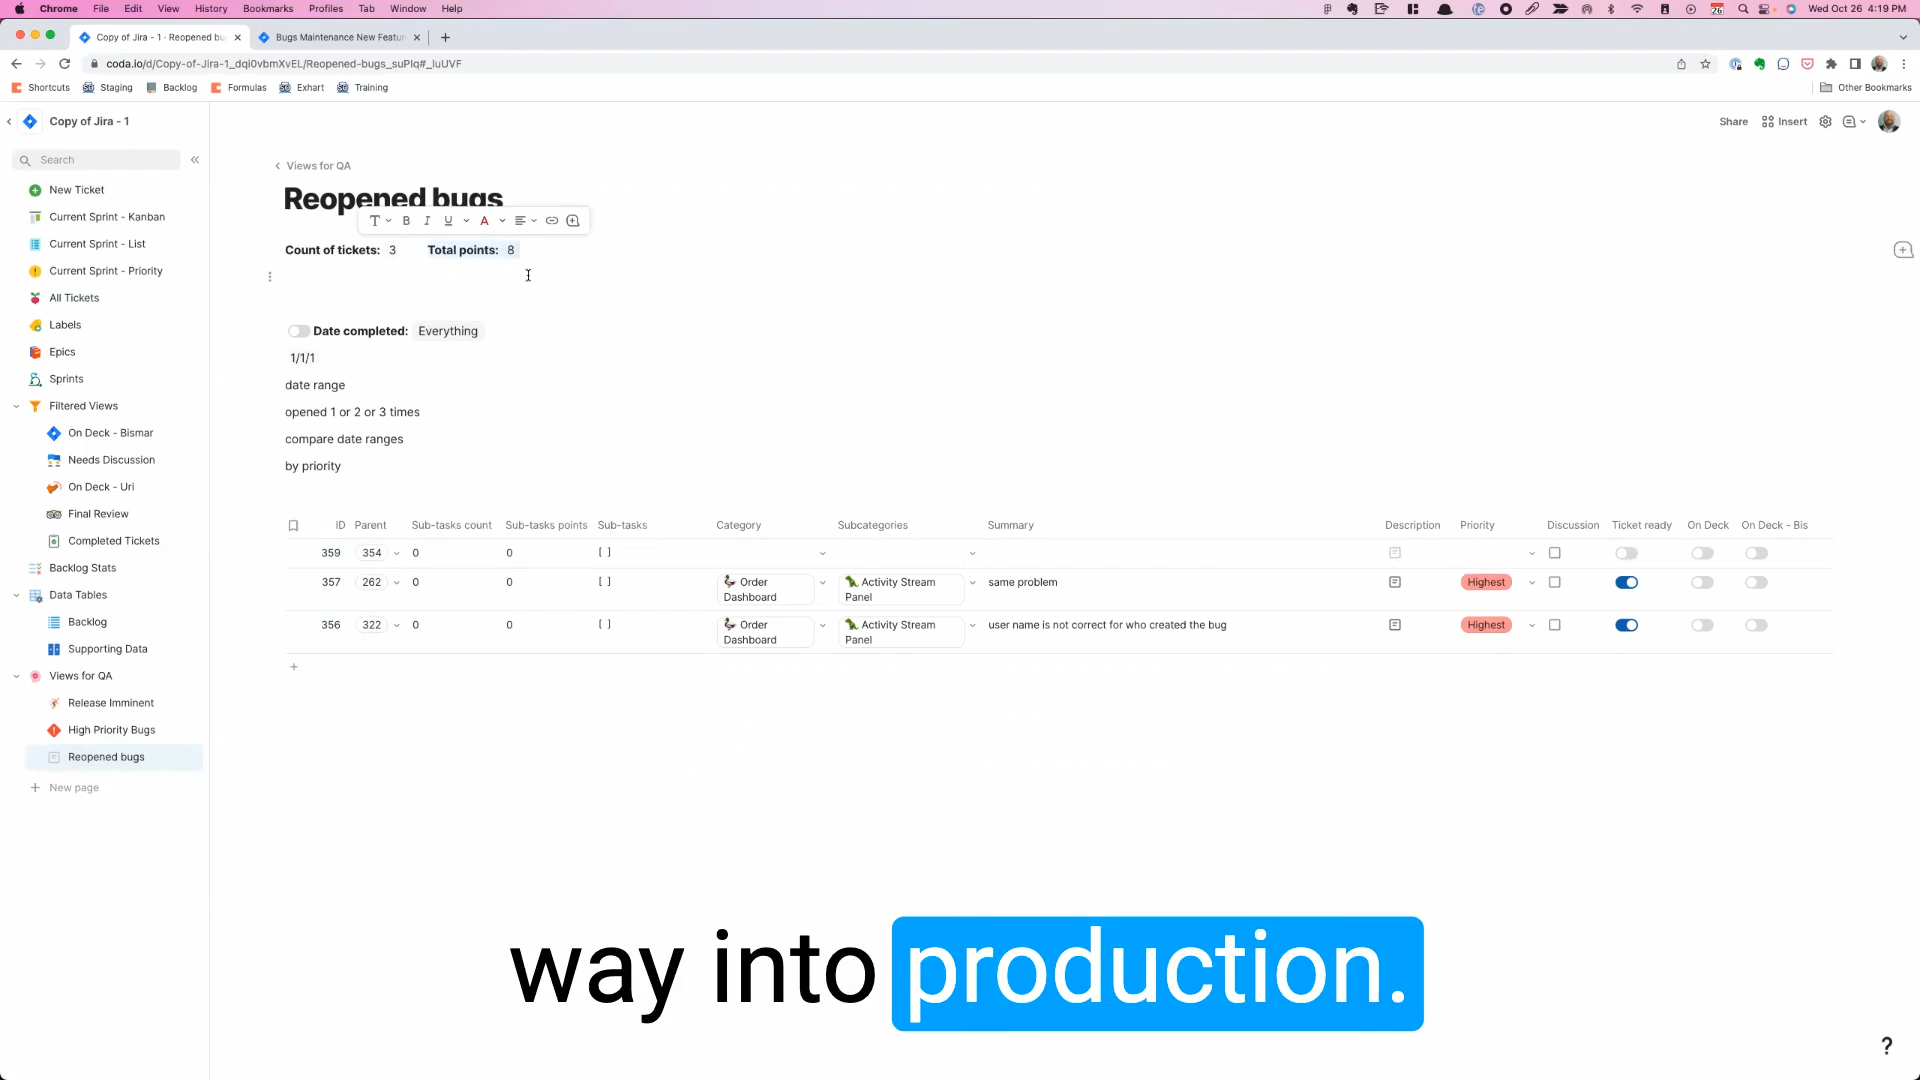 Chrome File Edit View History Bookmarks Profiles Tab Window Help
26 Wed Oct 26 4:19 PM
Copy of Jira - 1 · Reopened bu
Bugs Maintenance New Featur
coda.io/d/Copy-of-Jira-1_dqi0vbmXvEL/Reopened-bugs_suPIq#_luUVF
Shortcuts Staging Backlog Formulas Exhart Training Other Bookmarks
Copy of Jira - 1
Share Insert
Search
New Ticket
Current Sprint - Kanban
Current Sprint - List
Current Sprint - Priority
All Tickets
Labels
Epics
Sprints
Filtered Views
On Deck - Bismar
Needs Discussion
On Deck - Uri
Final Review
Completed Tickets
Backlog Stats
Data Tables
Backlog
Supporting Data
Views for QA
Release Imminent
High Priority Bugs
Reopened bugs
New page
Views for QA
Reopened bugs
T B I U A
Count of tickets: 3 Total points: 8
Date completed: Everything
1/1/1
date range
opened 1 or 2 or 3 times
compare date ranges
by priority
ID Parent Sub-tasks count Sub-tasks points Sub-tasks Category Subcategories Summary Description Priority Discussion Ticket ready On Deck On Deck - Bis
359 354 0 0 [ ]
357 262 0 0 [ ] Order Dashboard Activity Stream Panel same problem Highest
356 322 0 0 [ ] Order Dashboard Activity Stream Panel user name is not correct for who created the bug Highest
way into production.
?